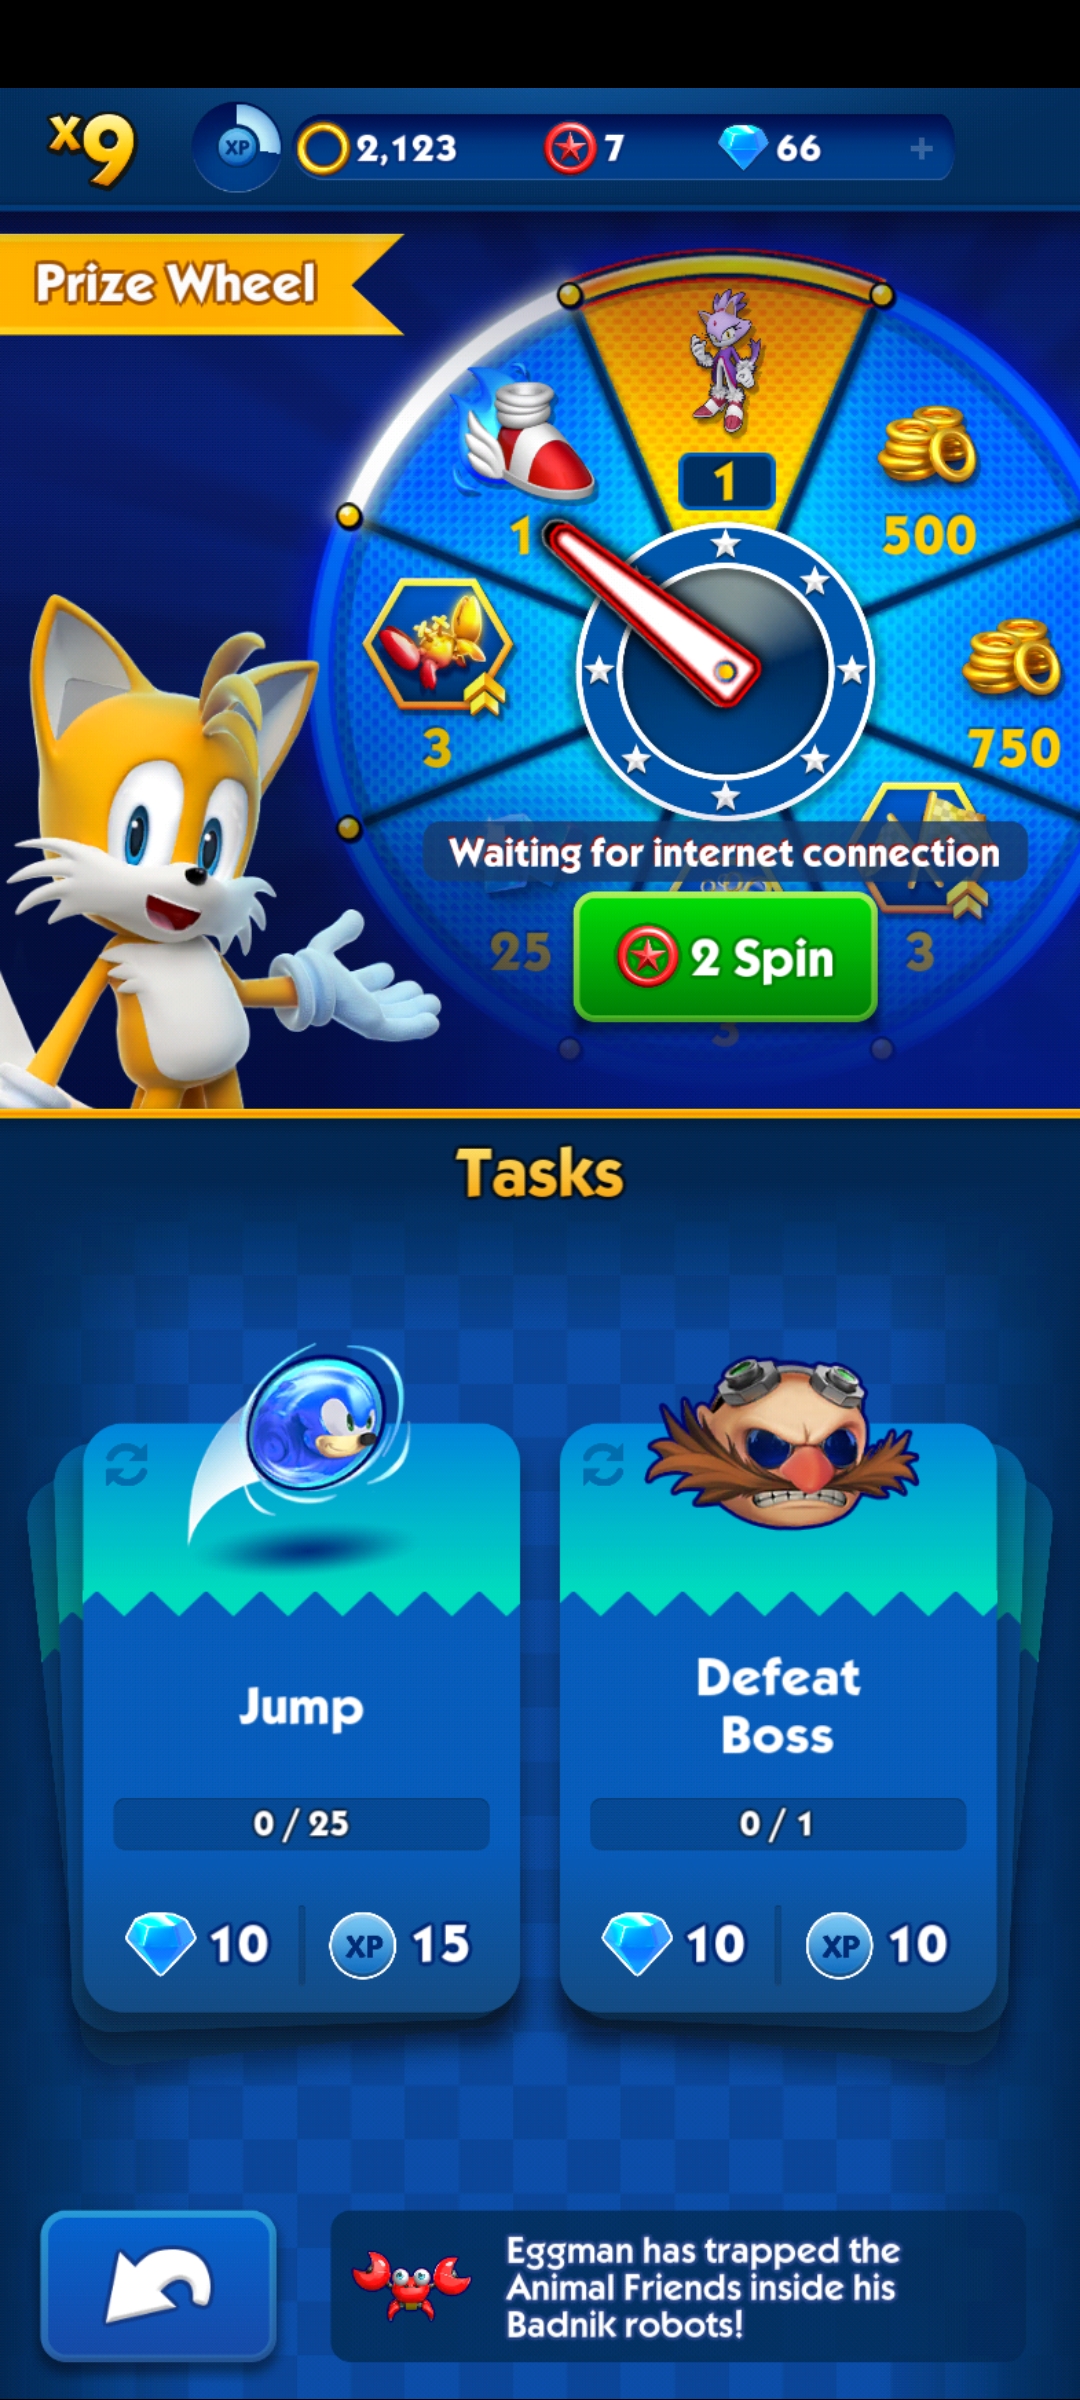 x9
XP
2,123
7
66
+
Prize Wheel
1
1
500
3
750
Waiting for internet connection
25
2 Spin
3
3
Tasks
Jump
Defeat
Boss
0 / 25
0 / 1
10
XP
15
10
XP
10
Eggman has trapped the
Animal Friends inside his
Badnik robots!